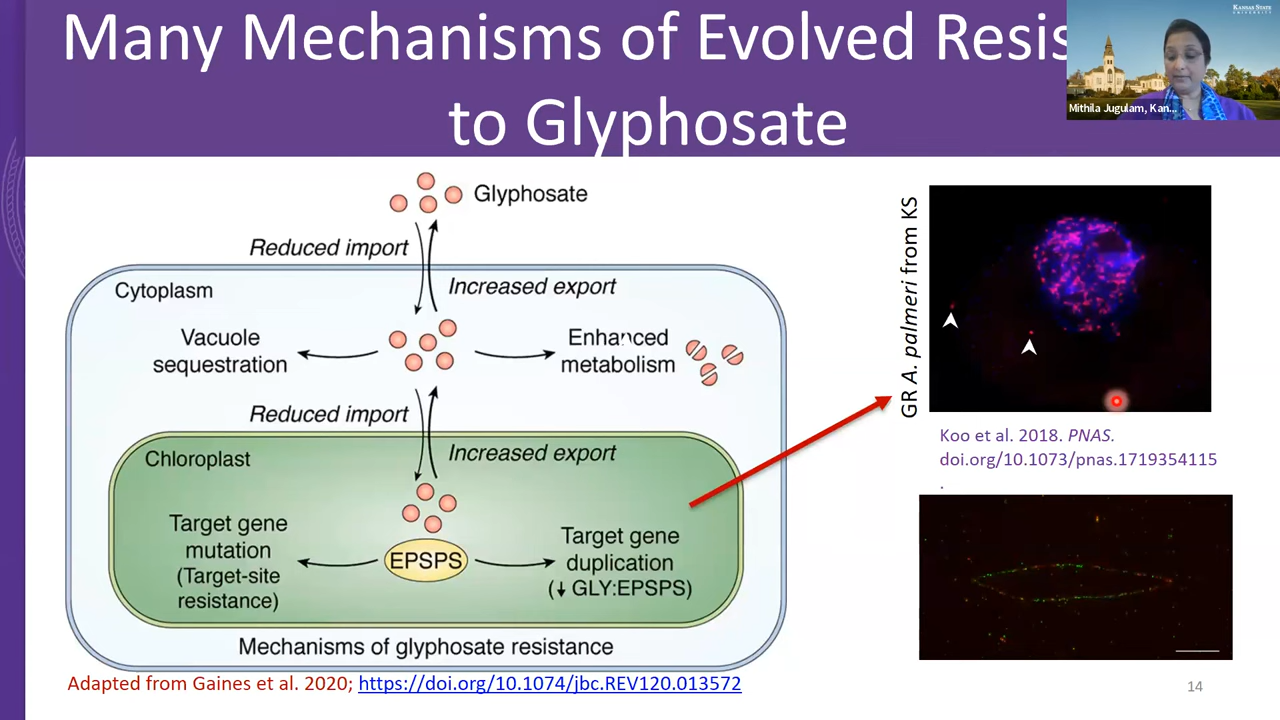 Many Mechanisms of Evolved Resis
to Glyphosate
KANSAS STATE
UNIVERSITY
Mithila Jugulam, Kan...
Glyphosate
Reduced import
Increased export
Cytoplasm
Vacuole
sequestration
Enhanced
metabolism
Reduced import
Increased export
Chloroplast
Target gene
mutation
(Target-site
resistance)
EPSPS
Target gene
duplication
(↓ GLY:EPSPS)
Mechanisms of glyphosate resistance
Adapted from Gaines et al. 2020; https://doi.org/10.1074/jbc.REV120.013572
GR A. palmeri from KS
Koo et al. 2018. PNAS.
doi.org/10.1073/pnas.1719354115
.
14